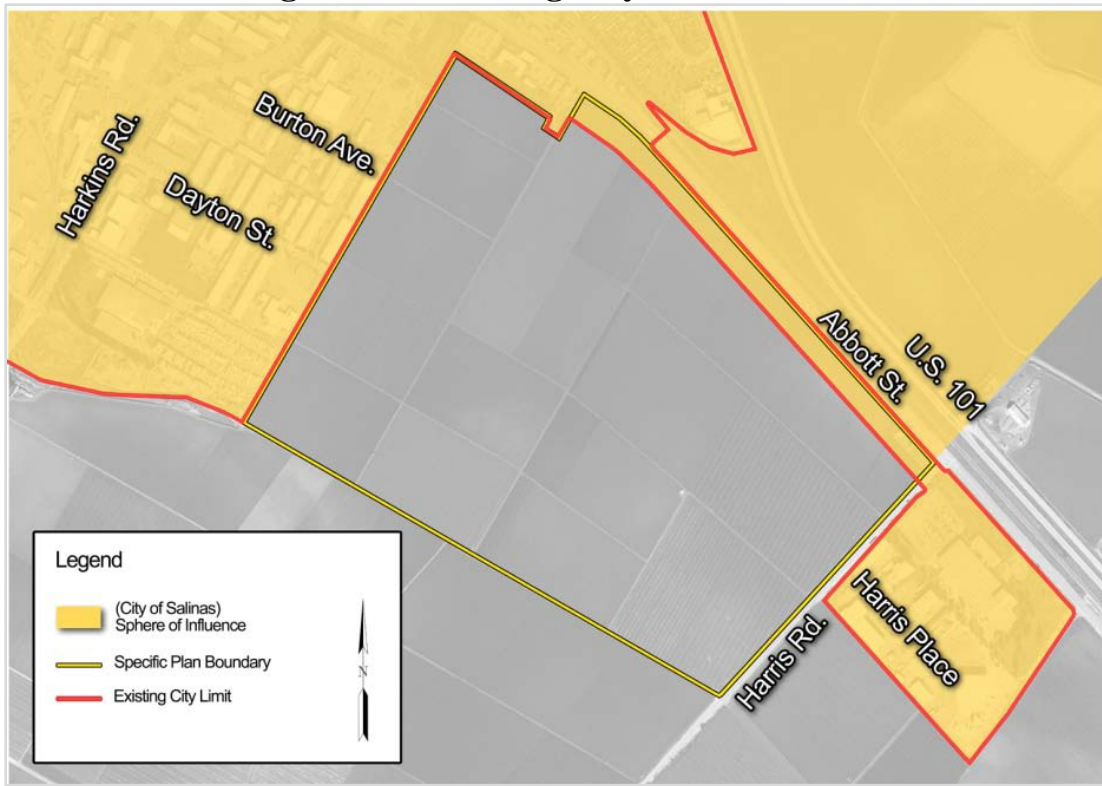 Burton Ave.
Harkins Rd.
Dayton St.
Abbott St.
U.S. 101
Harris Place
Harris Rd.
Legend
(City of Salinas)
Sphere of Influence
Specific Plan Boundary
Existing City Limit
N